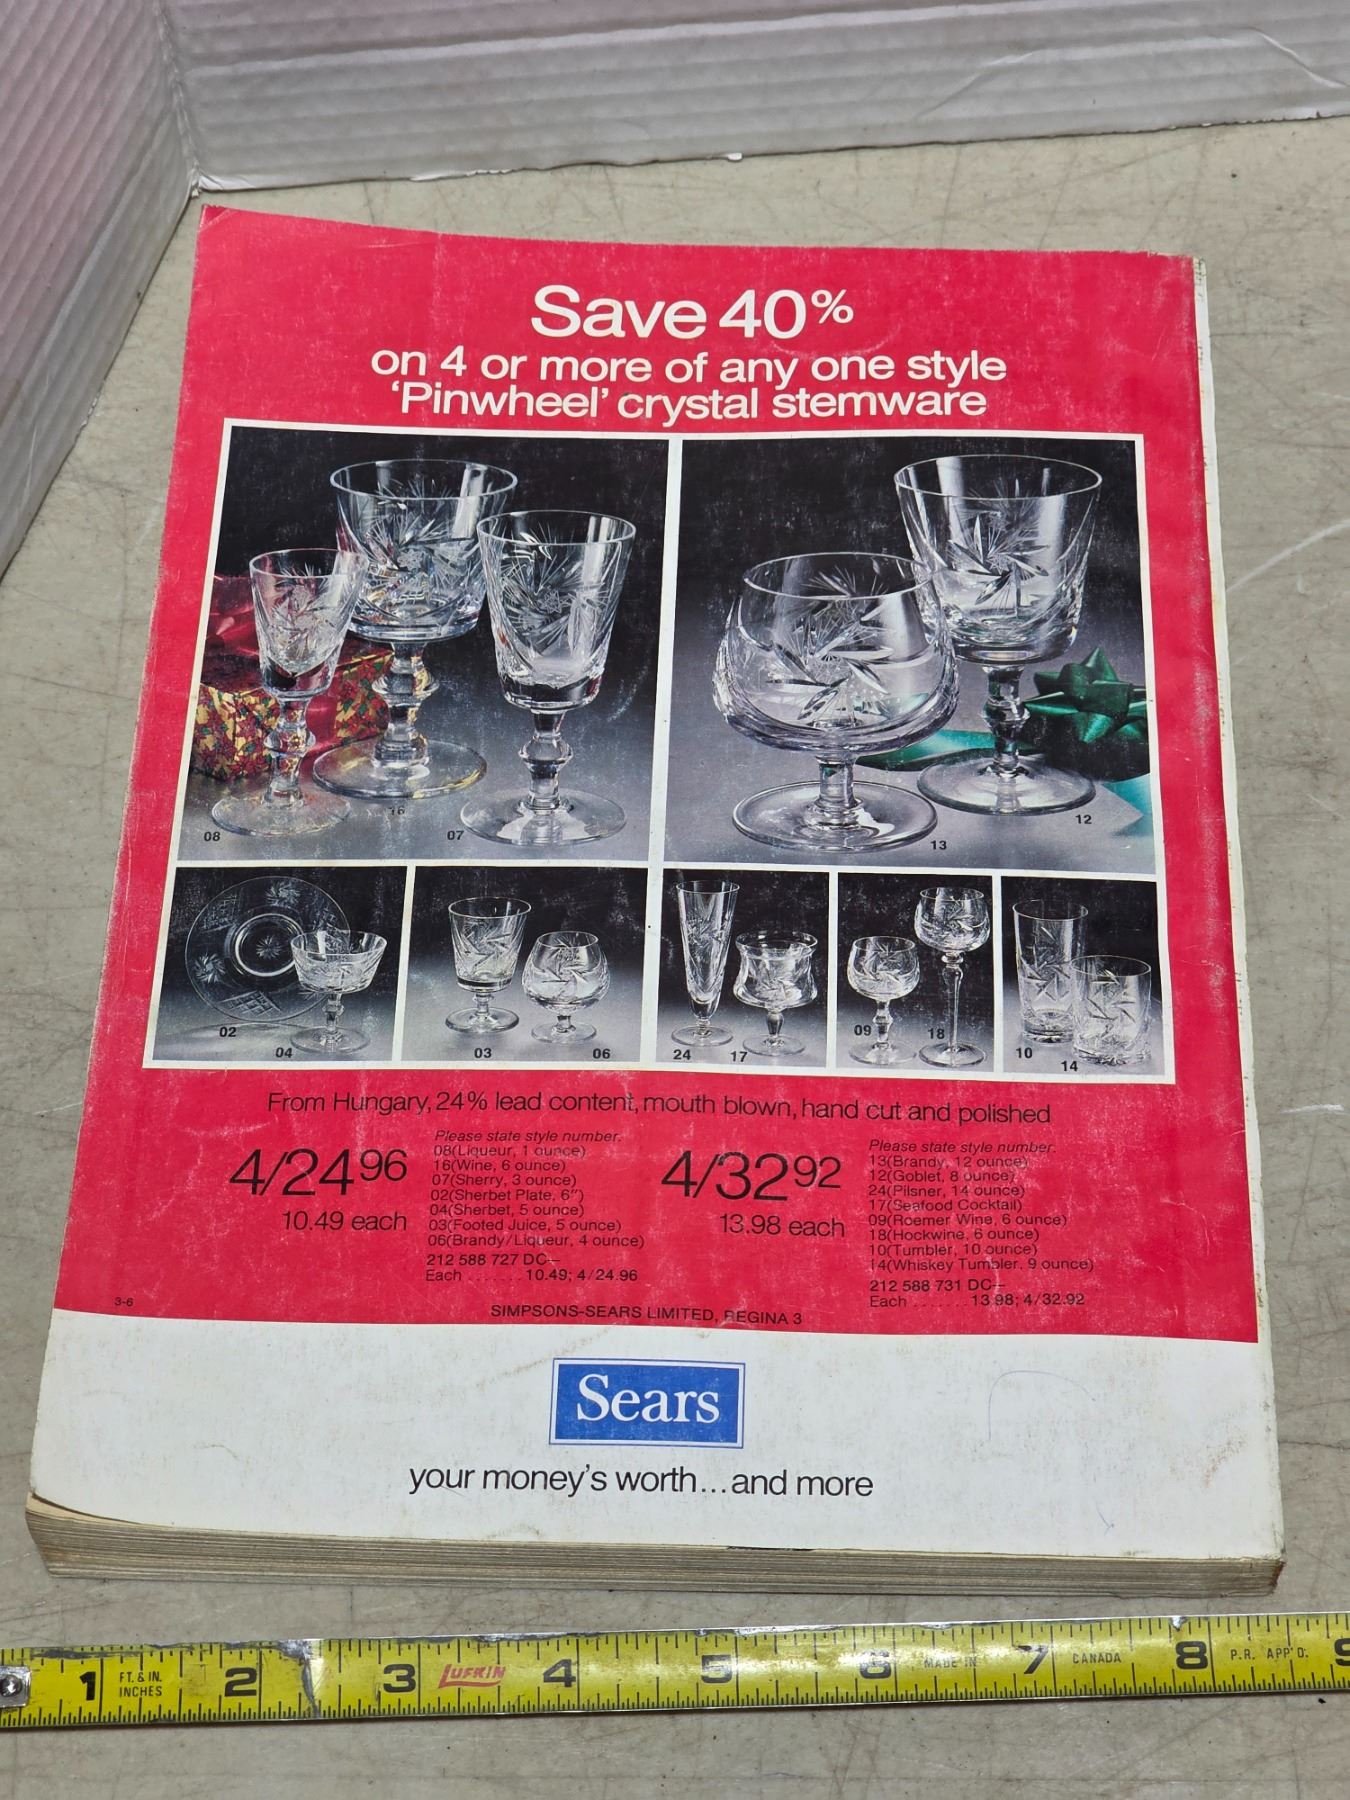 Save 40%
on 4 or more of any one style
‘Pinwheel’ crystal stemware
08
16
07
13
12
02
04
03
06
24
17
09
18
10
14
From Hungary, 24% lead content, mouth blown, hand cut and polished
4/24.96
10.49 each
Please state style number.
08(Liqueur, 1 ounce)
16(Wine, 6 ounce)
07(Sherry, 3 ounce)
02(Sherbet Plate, 6″)
04(Sherbet, 5 ounce)
03(Footed Juice, 5 ounce)
06(Brandy/Liqueur, 4 ounce)
212 588 727 DC—
Each ....... 10.49; 4/24.96
4/32.92
13.98 each
Please state style number.
13(Brandy, 12 ounce)
12(Goblet, 8 ounce)
24(Pilsner, 14 ounce)
17(Seafood Cocktail)
09(Roemer Wine, 6 ounce)
18(Hockwine, 6 ounce)
10(Tumbler, 10 ounce)
14(Whiskey Tumbler, 9 ounce)
212 588 731 DC—
Each ....... 13.98; 4/32.92
3-6
SIMPSONS-SEARS LIMITED, REGINA 3
Sears
your money’s worth...and more
1 FT. & IN. INCHES 2 3 LUFKIN 4 5 6 MADE IN 7 CANADA 8 P.R. APP'D. 9